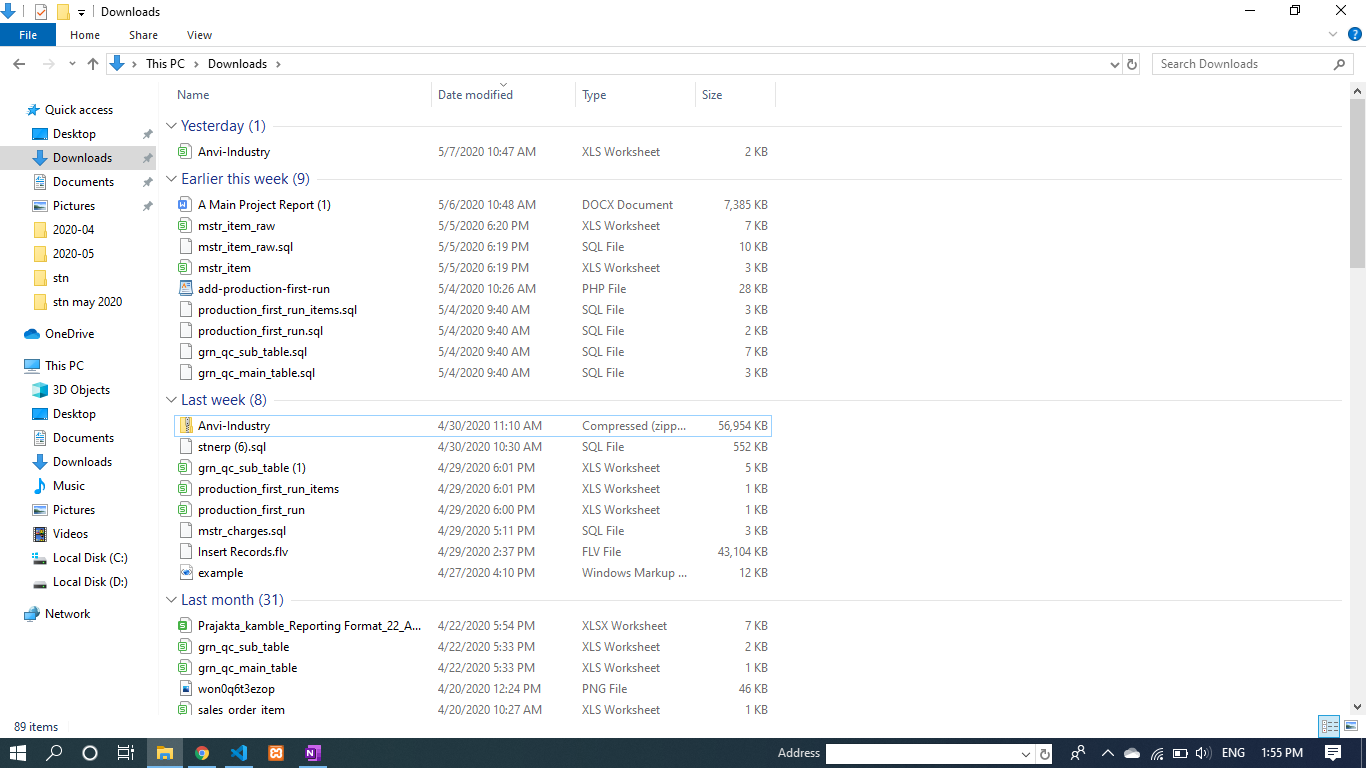 Downloads
File Home Share View
This PC Downloads Search Downloads
Name Date modified Type Size
Quick access
Desktop
Downloads
Documents
Pictures
2020-04
2020-05
stn
stn may 2020
OneDrive
This PC
3D Objects
Desktop
Documents
Downloads
Music
Pictures
Videos
Local Disk (C:)
Local Disk (D:)
Network
Yesterday (1)
Anvi-Industry 5/7/2020 10:47 AM XLS Worksheet 2 KB
Earlier this week (9)
A Main Project Report (1) 5/6/2020 10:48 AM DOCX Document 7,385 KB
mstr_item_raw 5/5/2020 6:20 PM XLS Worksheet 7 KB
mstr_item_raw.sql 5/5/2020 6:19 PM SQL File 10 KB
mstr_item 5/5/2020 6:19 PM XLS Worksheet 3 KB
add-production-first-run 5/4/2020 10:26 AM PHP File 28 KB
production_first_run_items.sql 5/4/2020 9:40 AM SQL File 3 KB
production_first_run.sql 5/4/2020 9:40 AM SQL File 2 KB
grn_qc_sub_table.sql 5/4/2020 9:40 AM SQL File 7 KB
grn_qc_main_table.sql 5/4/2020 9:40 AM SQL File 3 KB
Last week (8)
Anvi-Industry 4/30/2020 11:10 AM Compressed (zipp... 56,954 KB
stnerp (6).sql 4/30/2020 10:30 AM SQL File 552 KB
grn_qc_sub_table (1) 4/29/2020 6:01 PM XLS Worksheet 5 KB
production_first_run_items 4/29/2020 6:01 PM XLS Worksheet 1 KB
production_first_run 4/29/2020 6:00 PM XLS Worksheet 1 KB
mstr_charges.sql 4/29/2020 5:11 PM SQL File 3 KB
Insert Records.flv 4/29/2020 2:37 PM FLV File 43,104 KB
example 4/27/2020 4:10 PM Windows Markup ... 12 KB
Last month (31)
Prajakta_kamble_Reporting Format_22_A... 4/22/2020 5:54 PM XLSX Worksheet 7 KB
grn_qc_sub_table 4/22/2020 5:33 PM XLS Worksheet 2 KB
grn_qc_main_table 4/22/2020 5:33 PM XLS Worksheet 1 KB
won0q6t3ezop 4/20/2020 12:24 PM PNG File 46 KB
sales_order_item 4/20/2020 10:27 AM XLS Worksheet 1 KB
89 items
Address ENG 1:55 PM